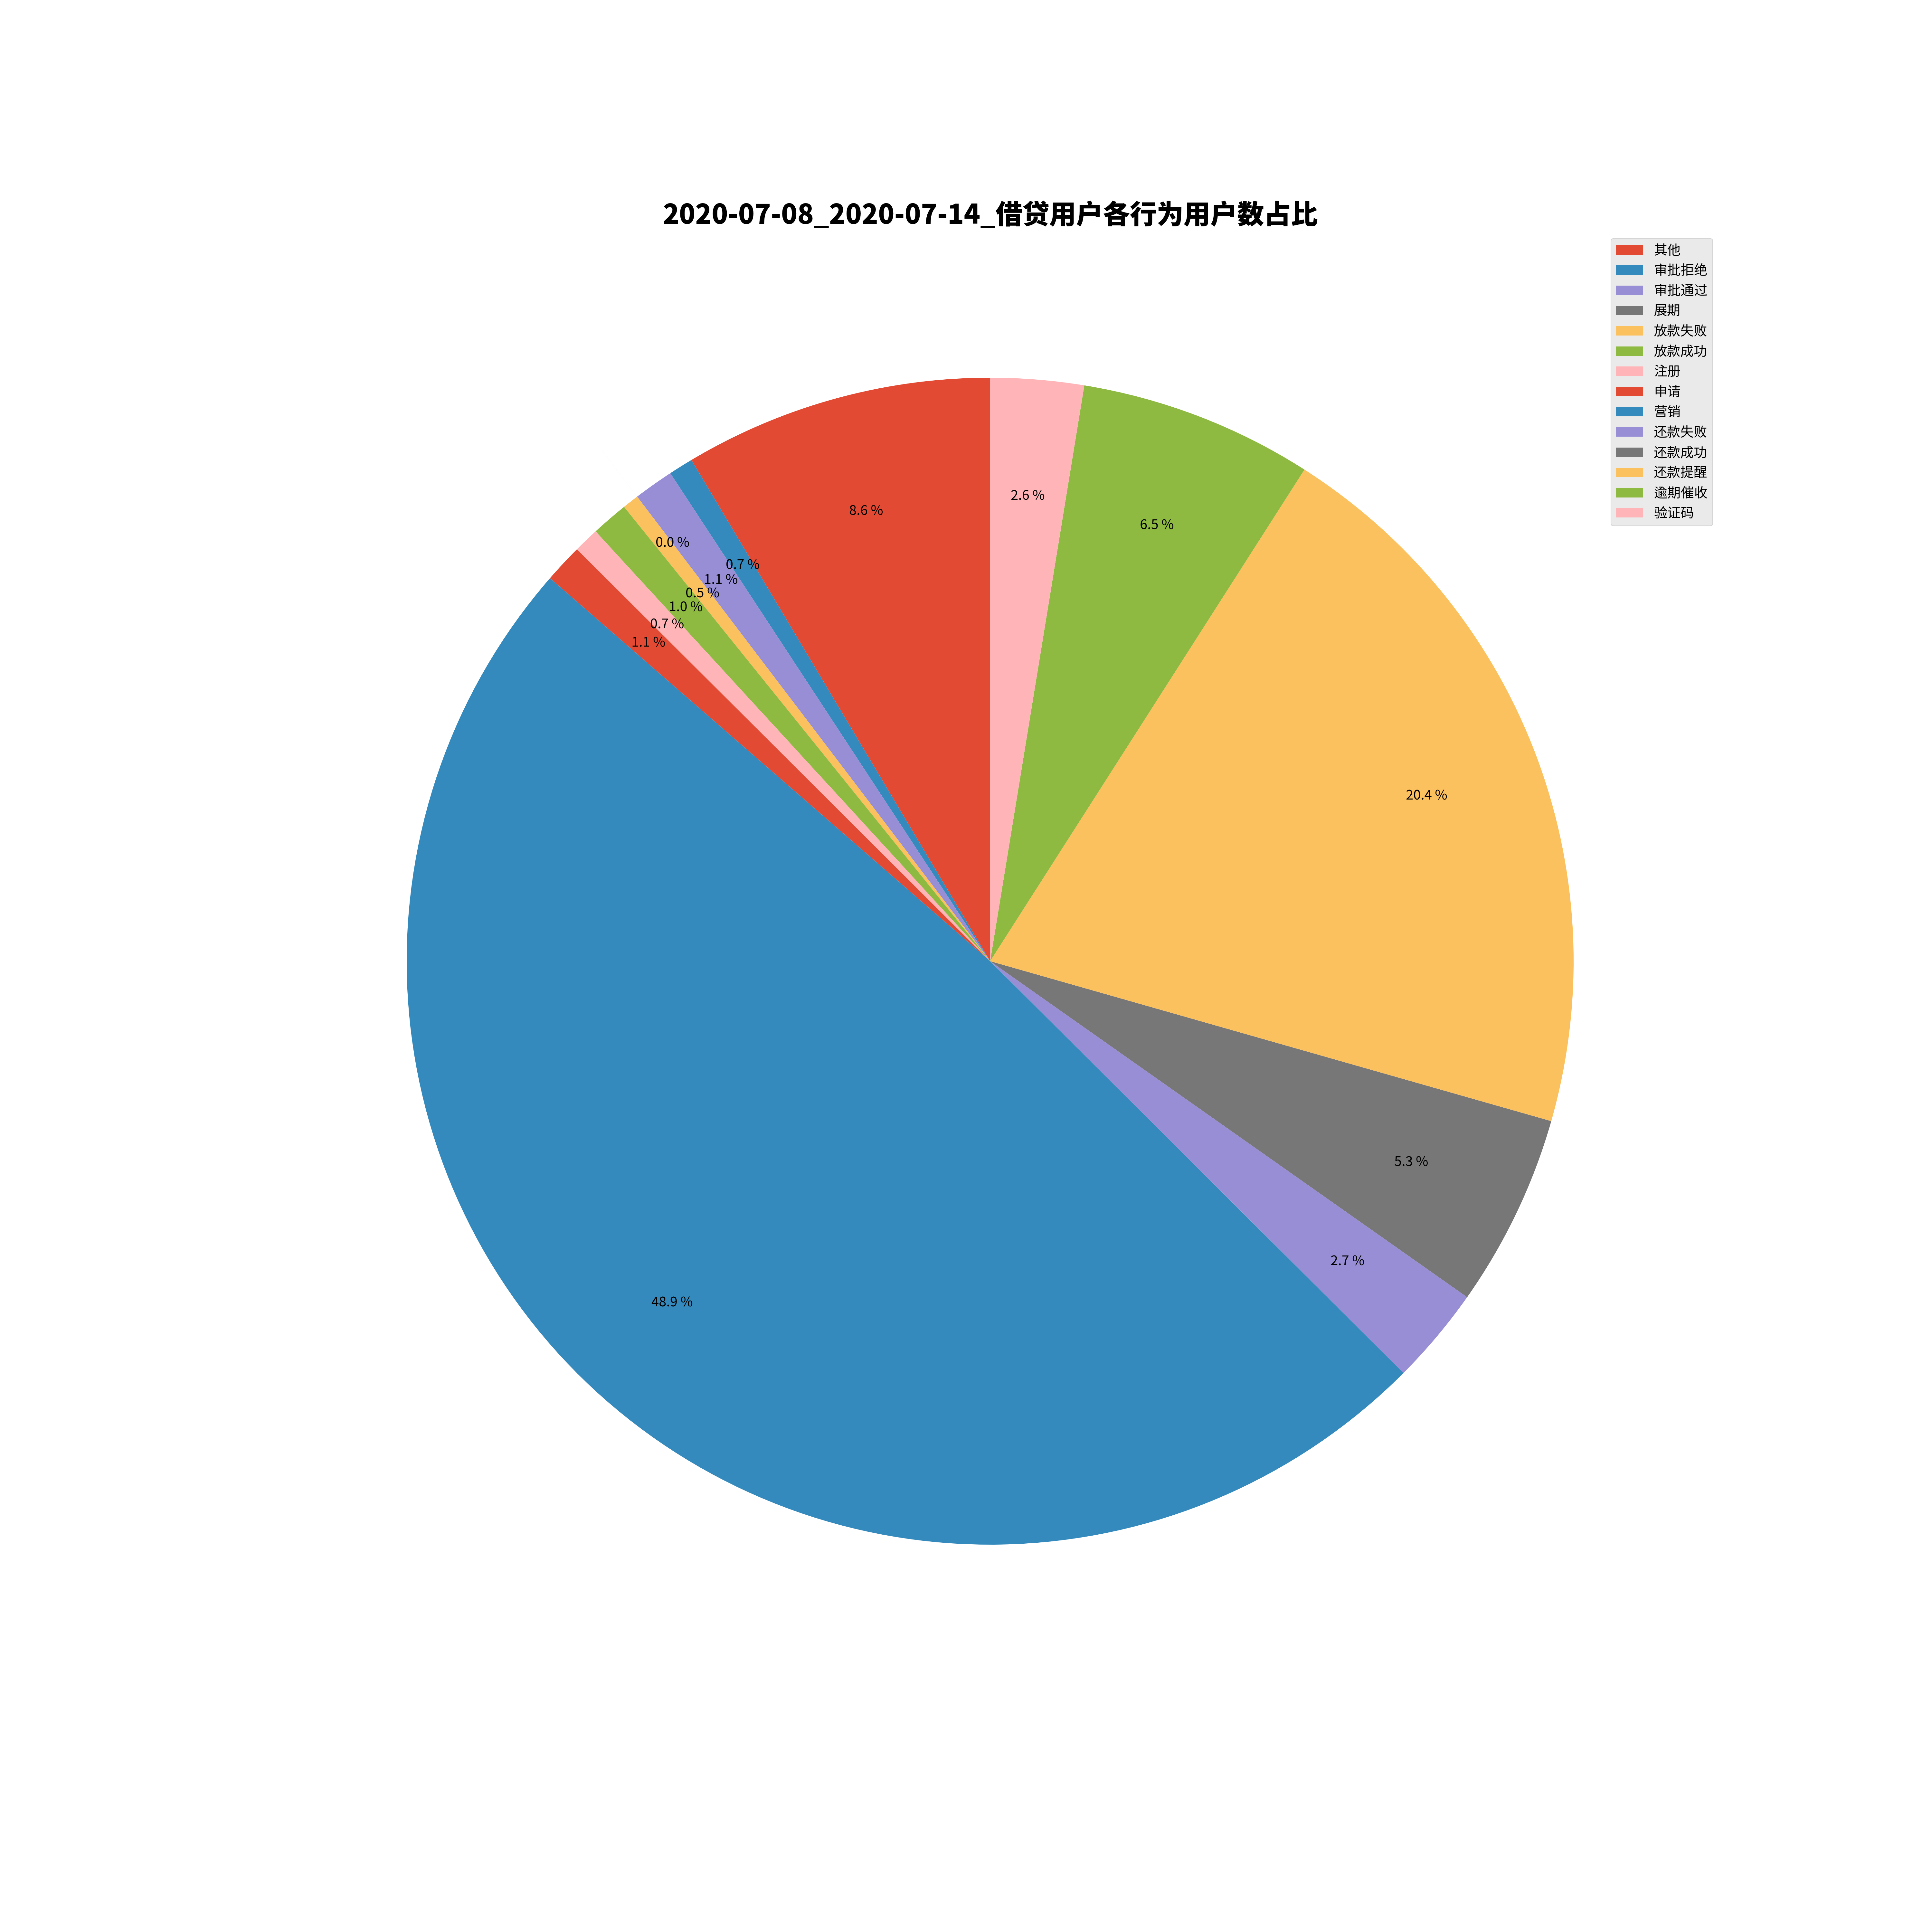 2020-07-08_2020-07-14_借贷用户各行为用户数占比
其他
审批拒绝
审批通过
展期
放款失败
放款成功
注册
申请
营销
还款失败
还款成功
还款提醒
逾期催收
验证码
2.6 %
8.6 %
6.5 %
0.0 %
0.7 %
1.1 %
0.5 %
1.0 %
0.7 %
1.1 %
20.4 %
5.3 %
2.7 %
48.9 %